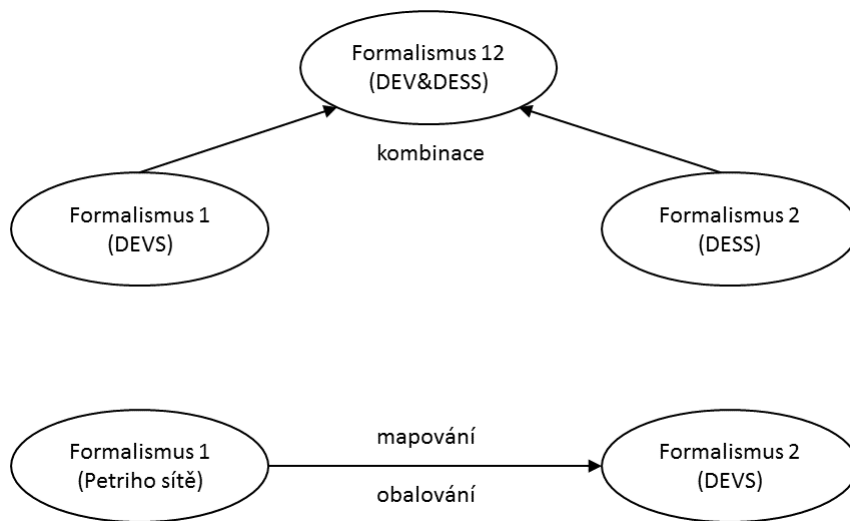 Formalismus 12
(DEV&DESS)
kombinace
Formalismus 1
(DEVS)
Formalismus 2
(DESS)
mapování
Formalismus 1
(Petriho sítě)
obalování
Formalismus 2
(DEVS)